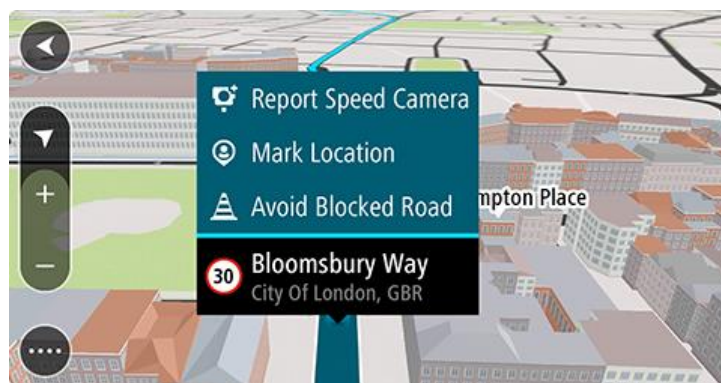 Report Speed Camera
Mark Location
Avoid Blocked Road
mpton Place
30
Bloomsbury Way
City Of London, GBR